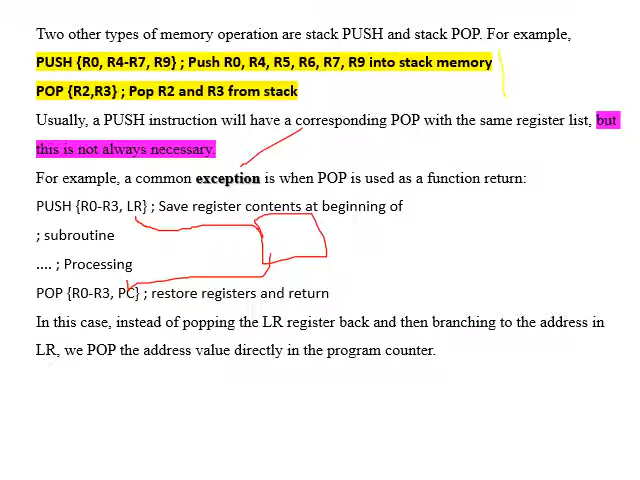 Two other types of memory operation are stack PUSH and stack POP. For example,
PUSH {R0, R4-R7, R9} ; Push R0, R4, R5, R6, R7, R9 into stack memory
POP {R2,R3} ; Pop R2 and R3 from stack
Usually, a PUSH instruction will have a corresponding POP with the same register list, but
this is not always necessary.
For example, a common exception is when POP is used as a function return:
PUSH {R0-R3, LR} ; Save register contents at beginning of
; subroutine
.... ; Processing
POP {R0-R3, PC} ; restore registers and return
In this case, instead of popping the LR register back and then branching to the address in
LR, we POP the address value directly in the program counter.